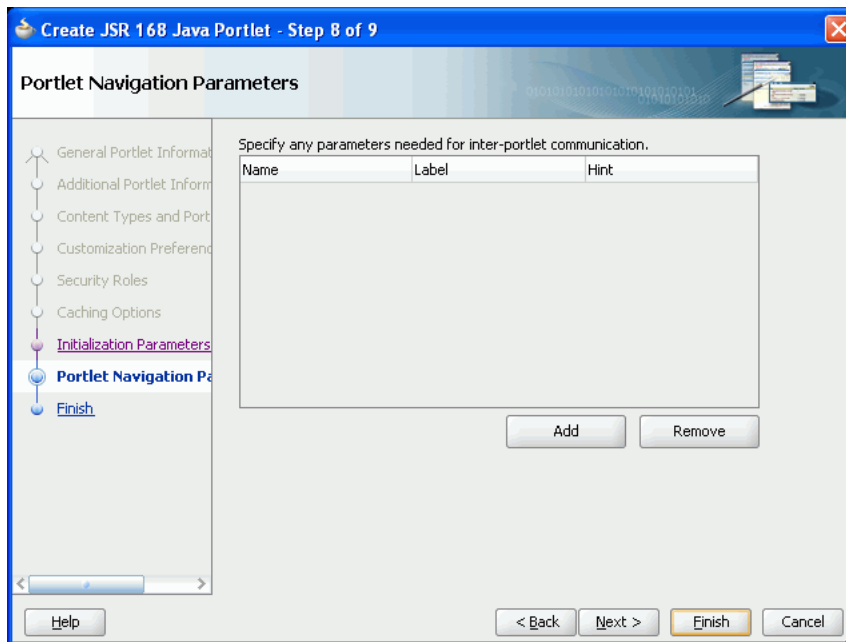 Create JSR 168 Java Portlet - Step 8 of 9
Portlet Navigation Parameters
General Portlet Informat
Additional Portlet Inform
Content Types and Port
Customization Preferenc
Security Roles
Caching Options
Initialization Parameters
Portlet Navigation Pa
Finish
Specify any parameters needed for inter-portlet communication.
Name Label Hint
Add Remove
Help < Back Next > Finish Cancel